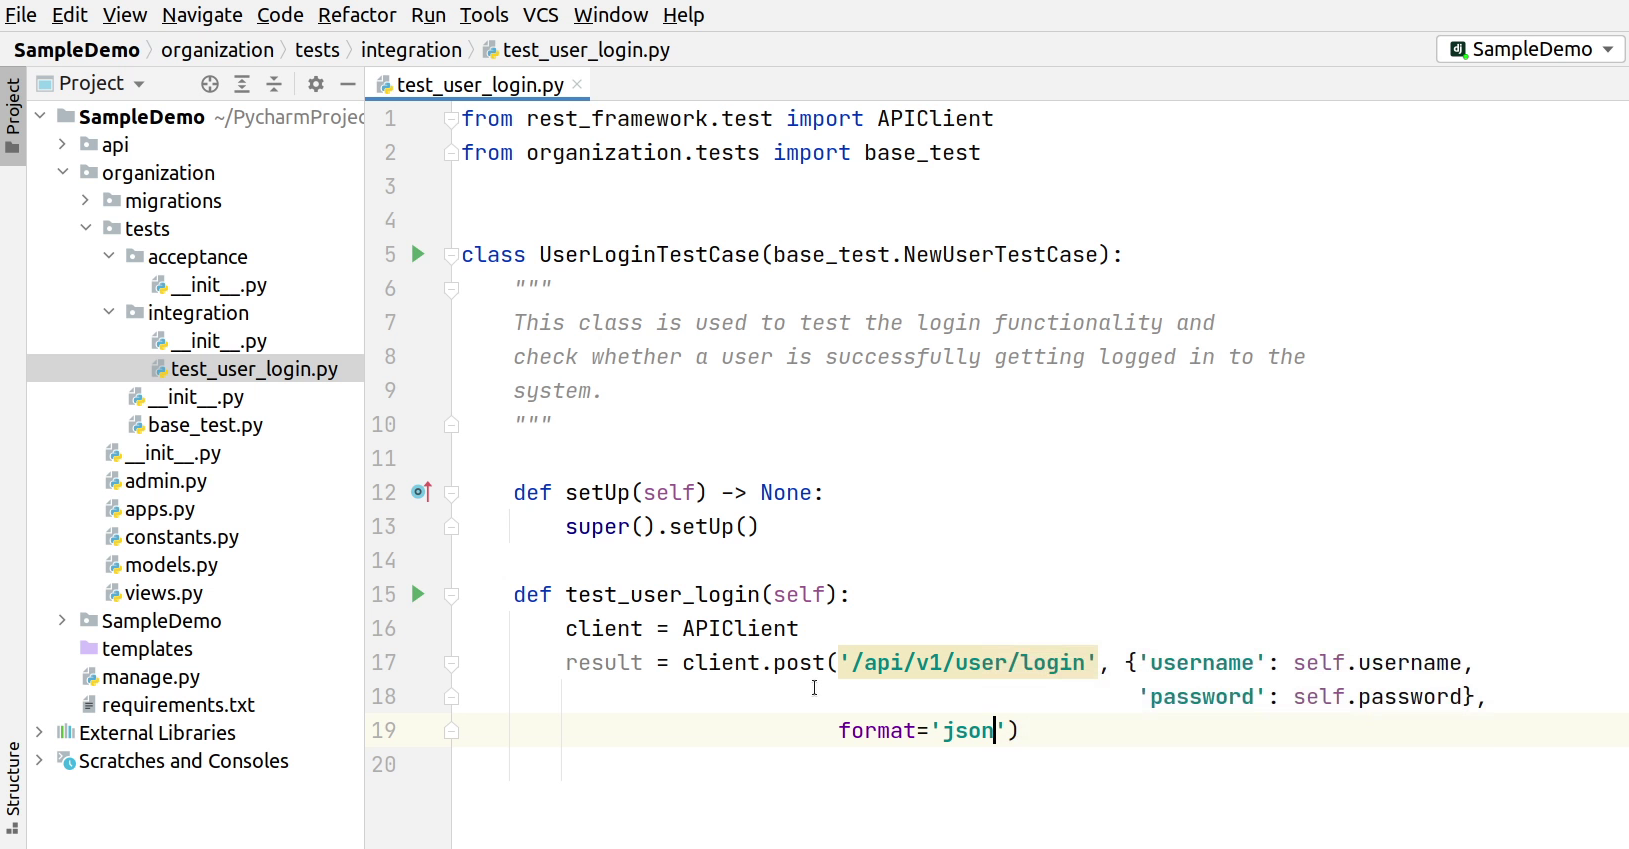 File Edit View Navigate Code Refactor Run Tools VCS Window Help
SampleDemo organization tests integration test_user_login.py
SampleDemo
Project
Structure
Project
SampleDemo ~/PycharmProjec
api
organization
migrations
tests
acceptance
__init__.py
integration
__init__.py
test_user_login.py
__init__.py
base_test.py
__init__.py
admin.py
apps.py
constants.py
models.py
views.py
SampleDemo
templates
manage.py
requirements.txt
External Libraries
Scratches and Consoles
test_user_login.py
1 from rest_framework.test import APIClient
2 from organization.tests import base_test
3
4
5 class UserLoginTestCase(base_test.NewUserTestCase):
6 """
7 This class is used to test the login functionality and
8 check whether a user is successfully getting logged in to the
9 system.
10 """
11
12 def setUp(self) -> None:
13 super().setUp()
14
15 def test_user_login(self):
16 client = APIClient
17 result = client.post('/api/v1/user/login', {'username': self.username,
18 'password': self.password},
19 format='json')
20